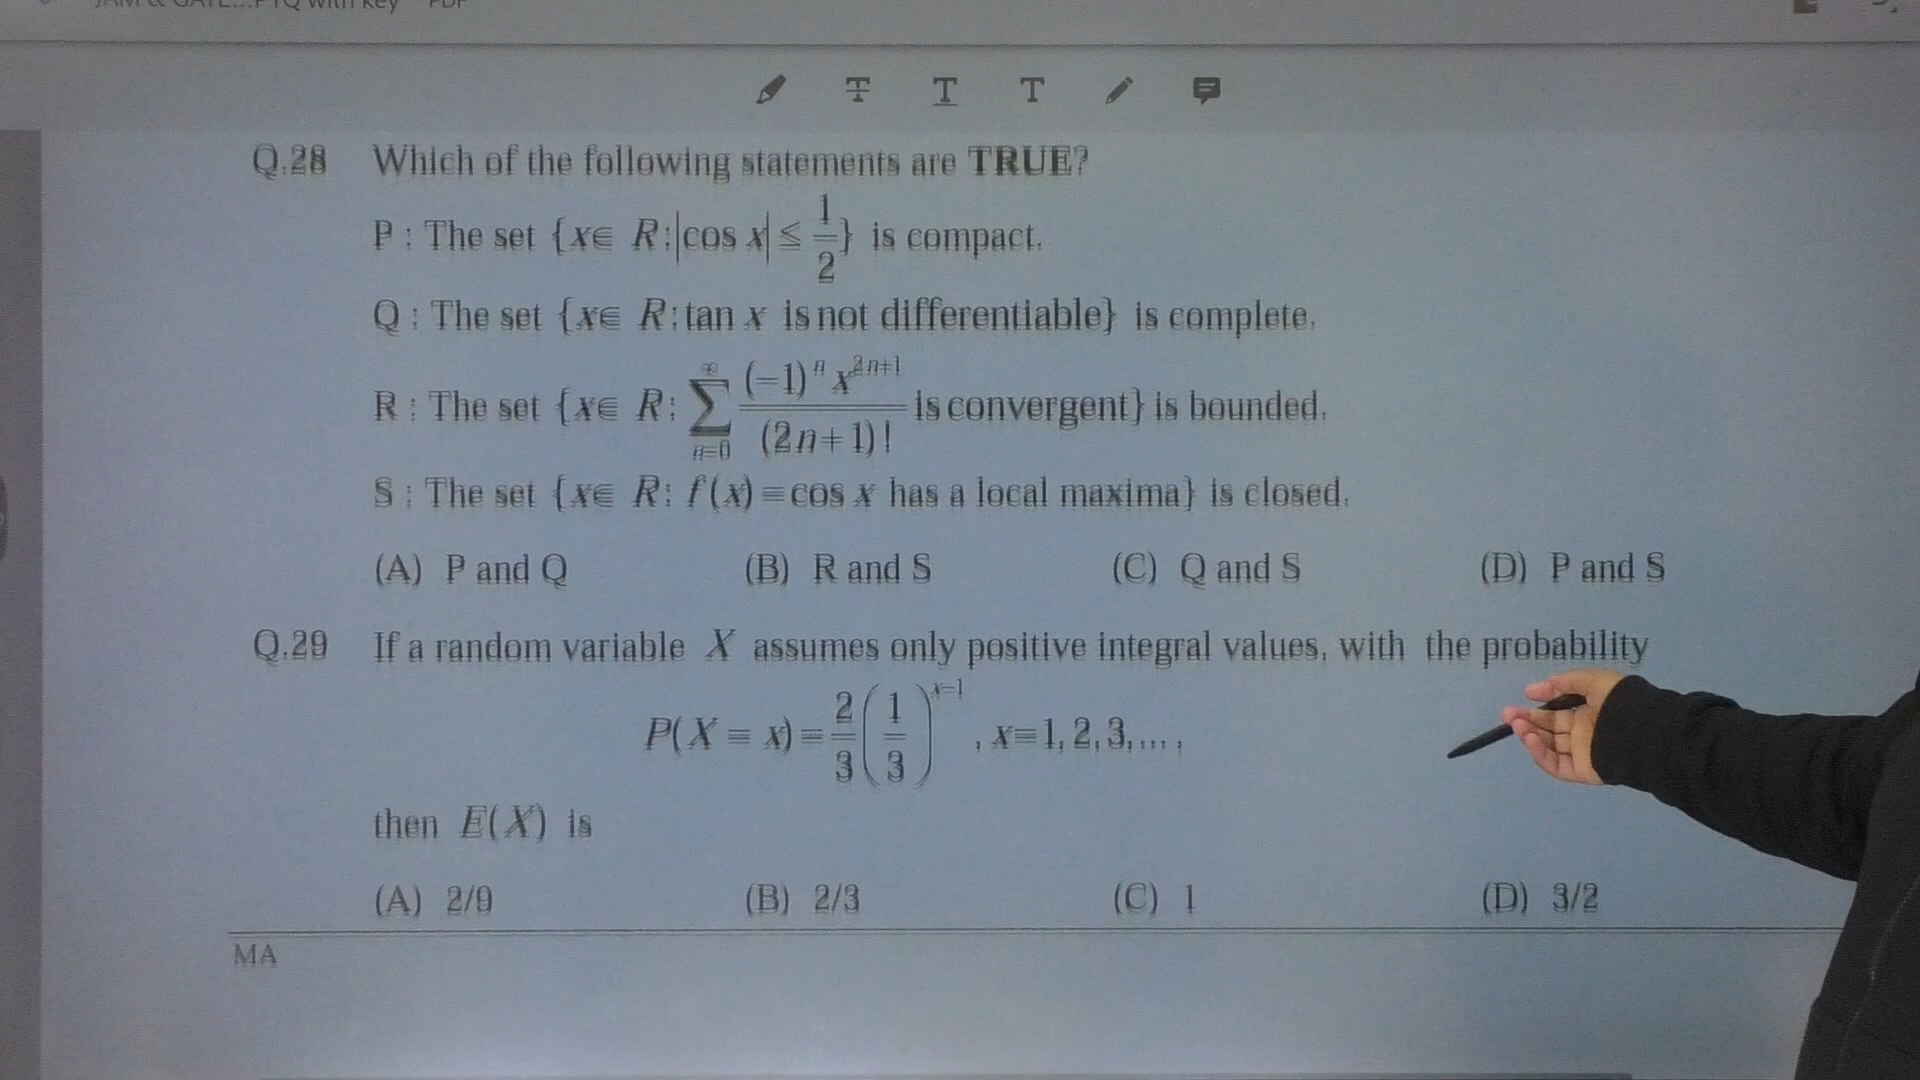 with key PDF
Q.28 Which of the following statements are TRUE?
P : The set {x∈ R:|cos x| ≤ 1/2} is compact.
Q : The set {x∈ R: tan x is not differentiable} is complete.
R : The set {x∈ R: ∑_{n=0}^{∞} (−1)^n x^{2n+1} / (2n+1)! is convergent} is bounded.
S : The set {x∈ R: f(x)=cos x has a local maxima} is closed.
(A) P and Q (B) R and S (C) Q and S (D) P and S
Q.29 If a random variable X assumes only positive integral values, with the probability
P(X = x) = 2/3 (1/3)^{x−1} , x=1, 2, 3,... ,
then E(X) is
(A) 2/9 (B) 2/3 (C) 1 (D) 3/2
MA